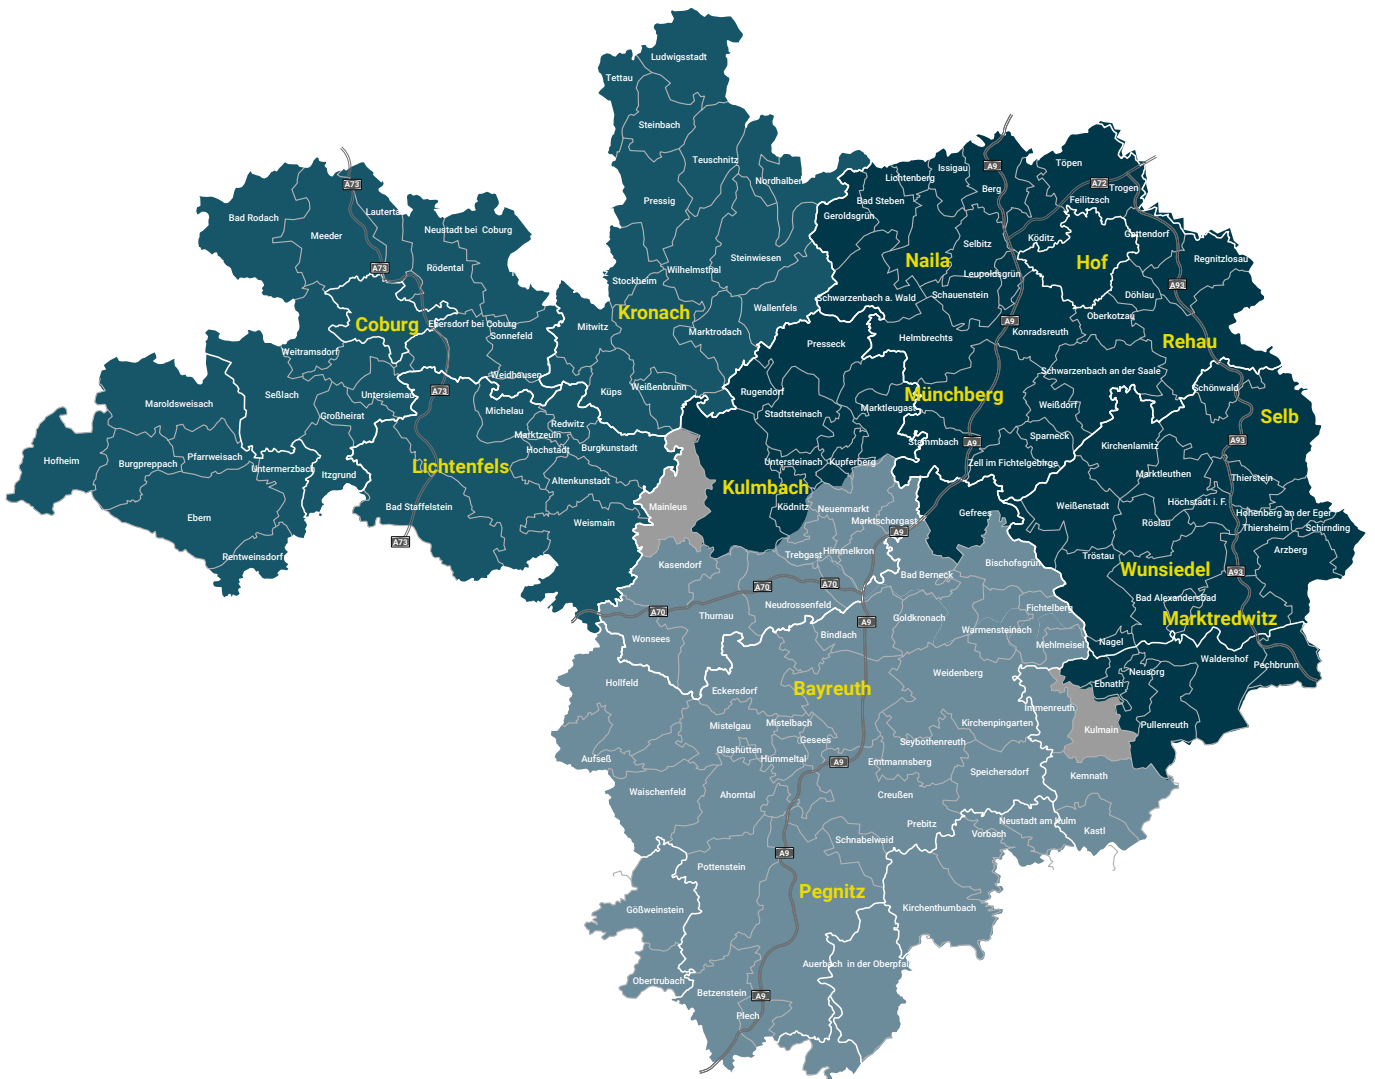 Ludwigsstadt
Tettau
Steinbach
Teuschnitz
Nordhalben
Pressig
Steinwiesen
Wilhelmsthal
Stockheim
Wallenfels
Kronach
Mitwitz
Marktrodach
Küps
Weißenbrunn
A73
Lautertal
Bad Rodach
Meeder
Neustadt bei Coburg
A73
Rödental
Coburg
Ebersdorf bei Coburg
Sonnefeld
Weitramsdorf
Weidhausen
Seßlach
Untersiemau
A73
Großheirat
Maroldsweisach
Hofheim
Burgpreppach
Pfarrweisach
Untermerzbach
Itzgrund
Ebern
Rentweinsdorf
Michelau
Redwitz
Marktzeuln
Hochstadt
Burgkunstadt
Lichtenfels
Altenkunstadt
Bad Staffelstein
Weismain
A73
A9
Töpen
Issigau
Lichtenberg
Berg
A72
Trogen
Bad Steben
Feilitzsch
Geroldsgrün
Köditz
Gattendorf
Selbitz
Naila
Hof
Regnitzlosau
Leupoldsgrün
A93
Schwarzenbach a. Wald
Schauenstein
Döhlau
Oberkotzau
A9
Konradsreuth
Helmbrechts
Rehau
Presseck
Schwarzenbach an der Saale
Schönwald
Rugendorf
Münchberg
Marktleugast
Weißdorf
Selb
Stadtsteinach
Stammbach
A9
Sparneck
Kirchenlamitz
A93
Untersteinach
Kupferberg
Zell im Fichtelgebirge
Marktleuthen
Thierstein
Kulmbach
Mainleus
Ködnitz
Neuenmarkt
Gefrees
Weißenstadt
Höchstadt i. F.
Hohenberg an der Eger
Marktschorgast
A9
Röslau
Thiersheim
Schirnding
Trebgast
Himmelkron
Tröstau
Arzberg
Kasendorf
Bischofsgrün
Wunsiedel
A93
Bad Berneck
A70
A70
Bad Alexandersbad
A70
Neudrossenfeld
Fichtelberg
Thurnau
A9
Goldkronach
Marktredwitz
Wonsees
Bindlach
Warmensteinach
Mehlmeisel
Nagel
Waldershof
Pechbrunn
Weidenberg
Neusorg
Hollfeld
Eckersdorf
Bayreuth
Ebnath
Immenreuth
Mistelgau
Mistelbach
Kirchenpingarten
Kulmain
Pullenreuth
Gesees
Seybothenreuth
Glashütten
Hummeltal
Aufseß
A9
Emtmannsberg
Speichersdorf
Kemnath
Waischenfeld
Ahorntal
Creußen
Prebitz
Neustadt am Kulm
Vorbach
Kastl
Schnabelwaid
A9
Pottenstein
Pegnitz
Gößweinstein
Kirchenthumbach
Auerbach in der Oberpfalz
Obertrubach
Betzenstein
A9
Plech